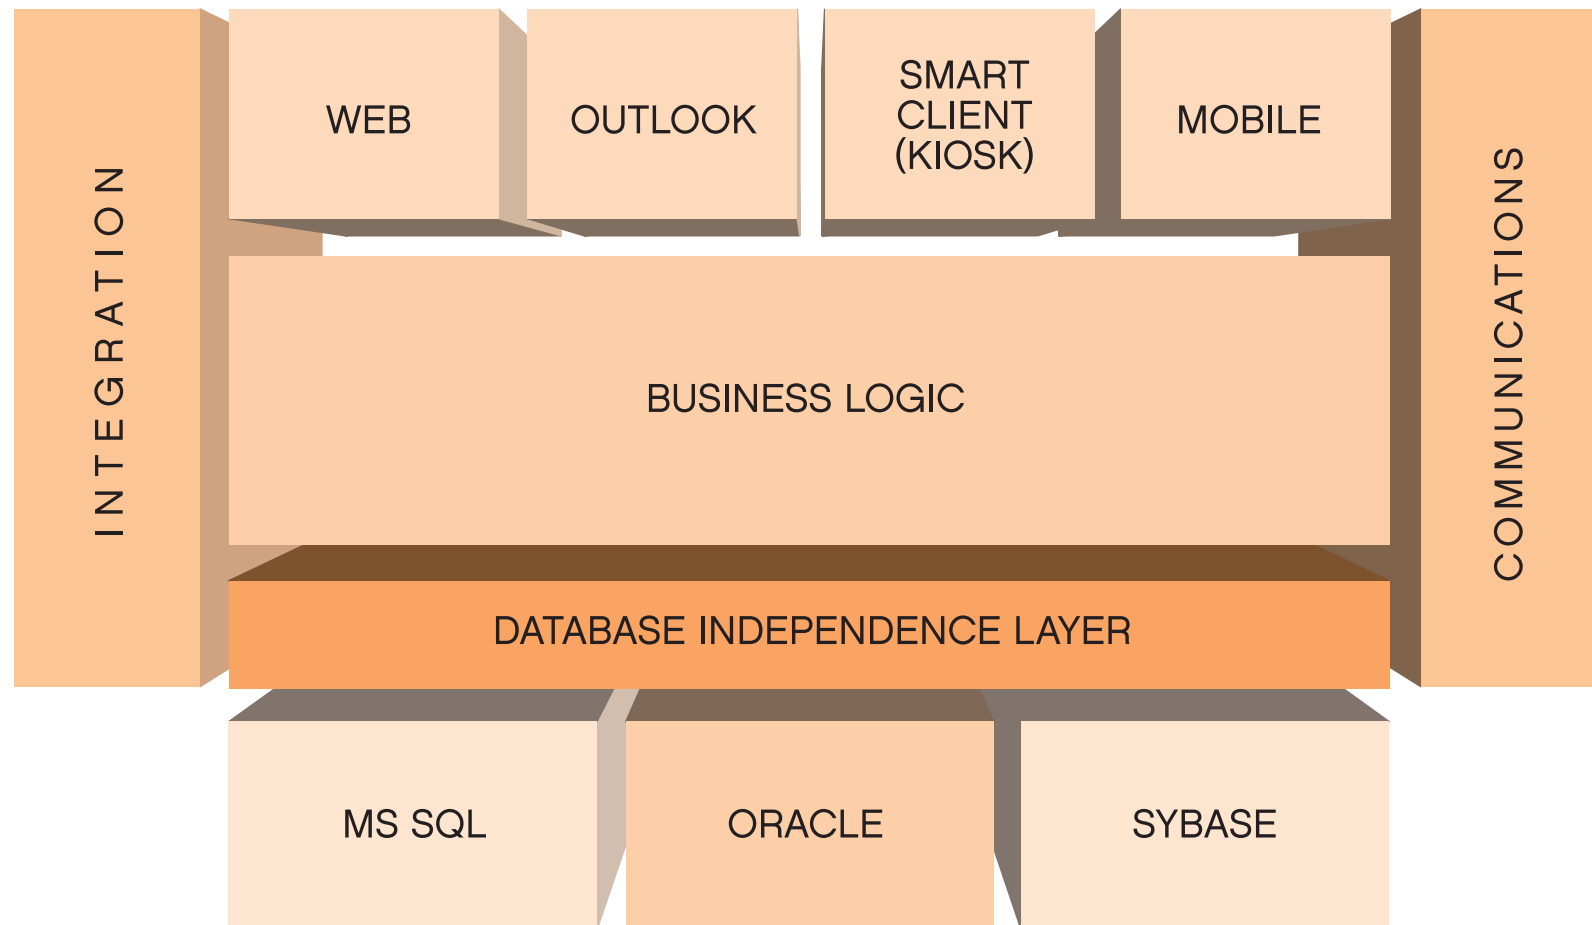 INTEGRATION
WEB
OUTLOOK
SMART
CLIENT
(KIOSK)
MOBILE
COMMUNICATIONS
BUSINESS LOGIC
DATABASE INDEPENDENCE LAYER
MS SQL
ORACLE
SYBASE